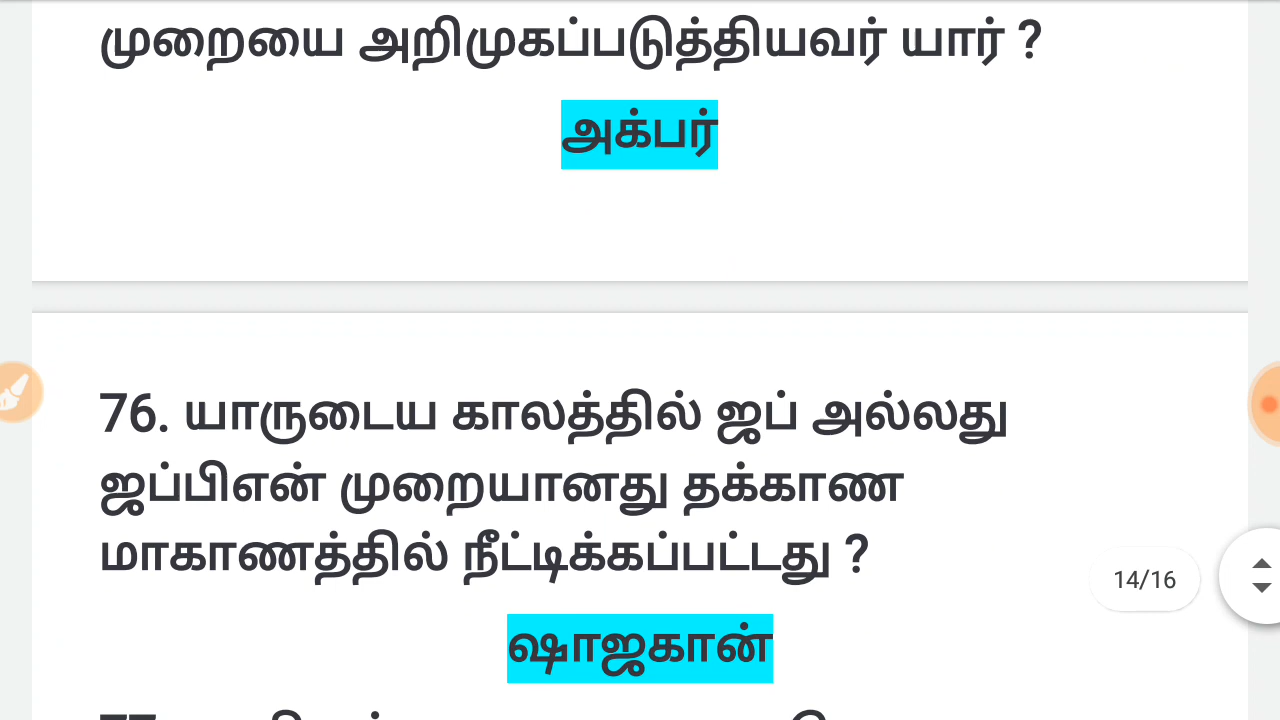 முறையை அறிமுகப்படுத்தியவர் யார் ?
அக்பர்
76. யாருடைய காலத்தில் ஜப் அல்லது
ஜப்பிஎன் முறையானது தக்காண
மாகாணத்தில் நீட்டிக்கப்பட்டது ?
14/16
ஷாஜகான்